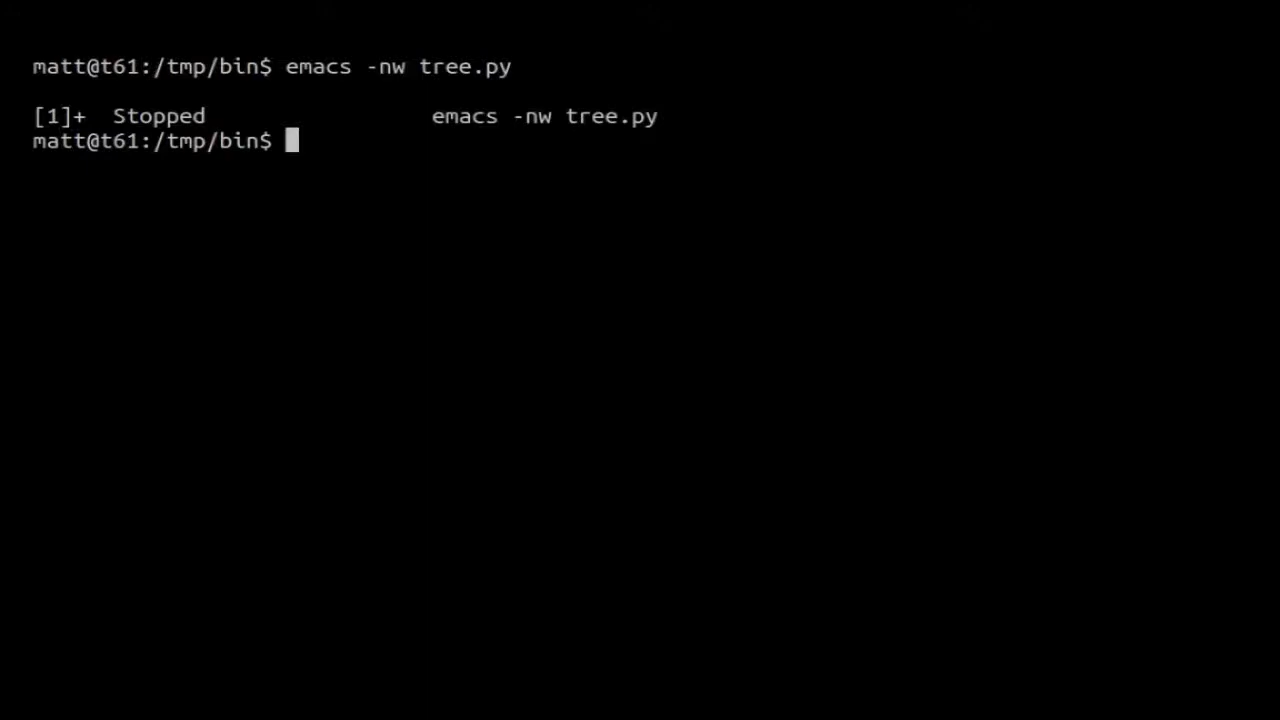 matt@t61:/tmp/bin$ emacs -nw tree.py
[1]+  Stopped                 emacs -nw tree.py
matt@t61:/tmp/bin$